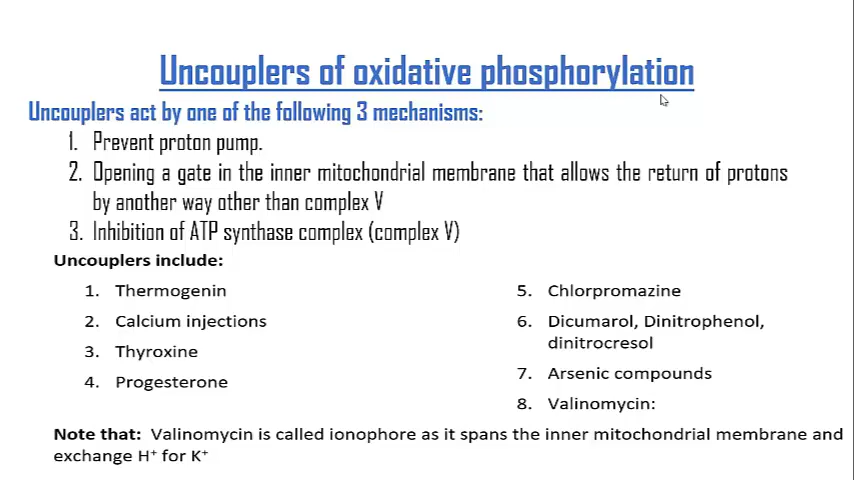 Uncouplers of oxidative phosphorylation
Uncouplers act by one of the following 3 mechanisms:
1. Prevent proton pump.
2. Opening a gate in the inner mitochondrial membrane that allows the return of protons
by another way other than complex V
3. Inhibition of ATP synthase complex (complex V)
Uncouplers include:
1. Thermogenin
2. Calcium injections
3. Thyroxine
4. Progesterone
5. Chlorpromazine
6. Dicumarol, Dinitrophenol,
dinitrocresol
7. Arsenic compounds
8. Valinomycin:
Note that: Valinomycin is called ionophore as it spans the inner mitochondrial membrane and
exchange H⁺ for K⁺